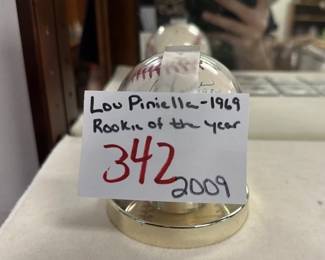 Lou Piniella-1969
Rookie of the year
342
2009